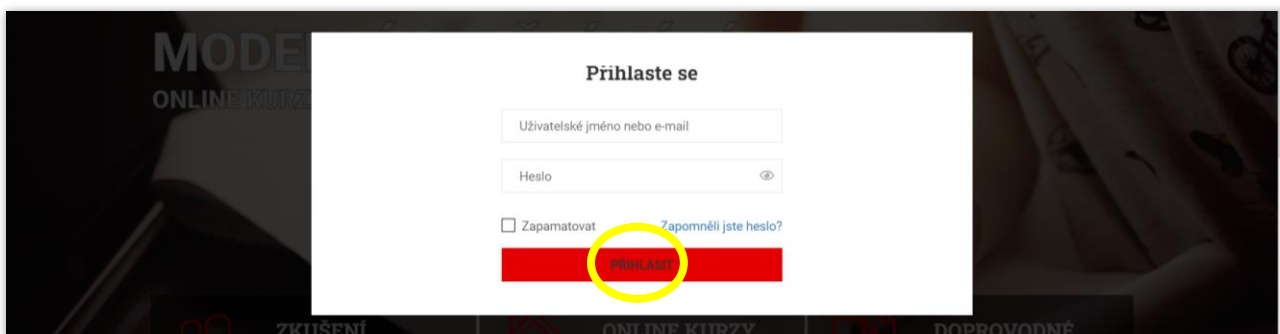 MODE
Přihlaste se
ONLINE KURZ
Uživatelské jméno nebo e-mail
Heslo
Zapamatovat
Zapomněli jste heslo?
PŘIHLÁSIT
ZKUŠENÍ
ONLINE KURZY
DOPROVODNÉ